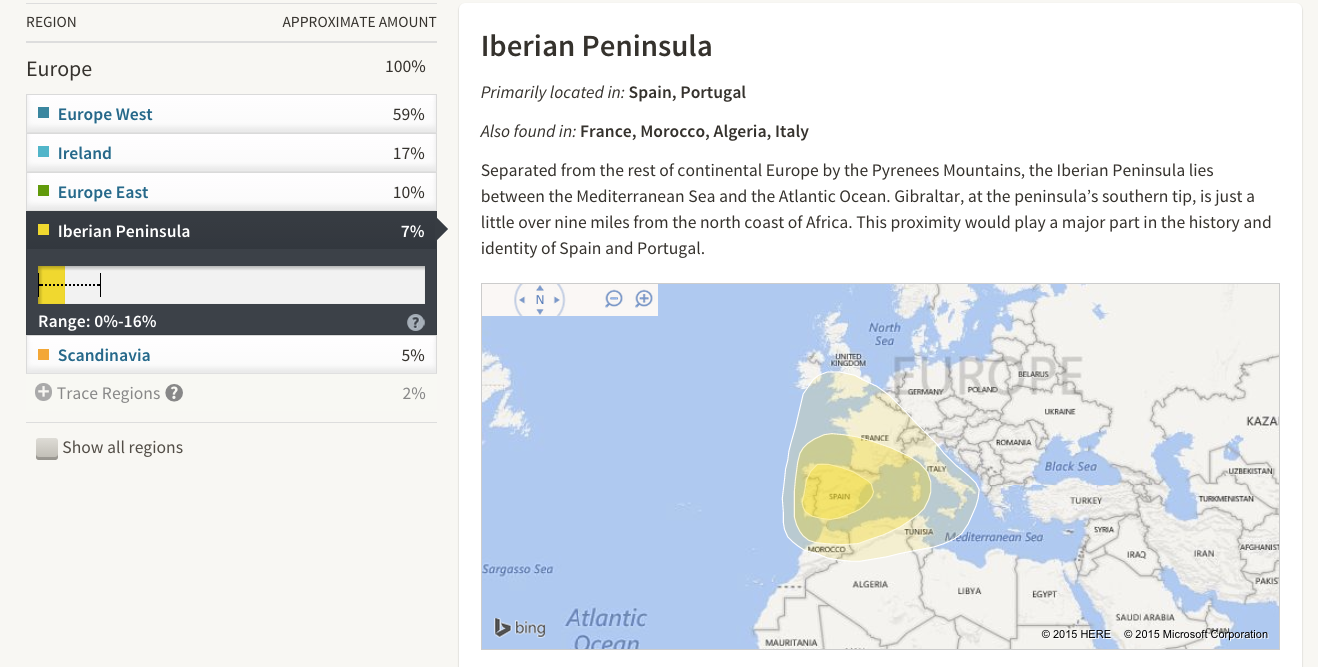 REGION APPROXIMATE AMOUNT
Europe 100%
Europe West 59%
Ireland 17%
Europe East 10%
Iberian Peninsula 7%
Range: 0%-16% ?
Scandinavia 5%
Trace Regions ? 2%
Show all regions
Iberian Peninsula
Primarily located in: Spain, Portugal
Also found in: France, Morocco, Algeria, Italy
Separated from the rest of continental Europe by the Pyrenees Mountains, the Iberian Peninsula lies
between the Mediterranean Sea and the Atlantic Ocean. Gibraltar, at the peninsula’s southern tip, is just a
little over nine miles from the north coast of Africa. This proximity would play a major part in the history and
identity of Spain and Portugal.
N
North
Sea
UNITED
KINGDOM
EUROPE
BELARUS
GERMANY
POLAND
UKRAINE
KAZA
FRANCE
ROMANIA
ITALY
Black Sea
UZBEKISTAN
SPAIN
TURKEY
TURKMENISTAN
TUNISIA
Mediterranean Sea
SYRIA
MOROCCO
IRAQ
IRAN
AFGHANIST
Sargasso Sea
ALGERIA
LIBYA
EGYPT
PAKIS
SAUDI ARABIA
Atlantic
Ocean
bing
MAURITANIA
OMAN
© 2015 HERE © 2015 Microsoft Corporation